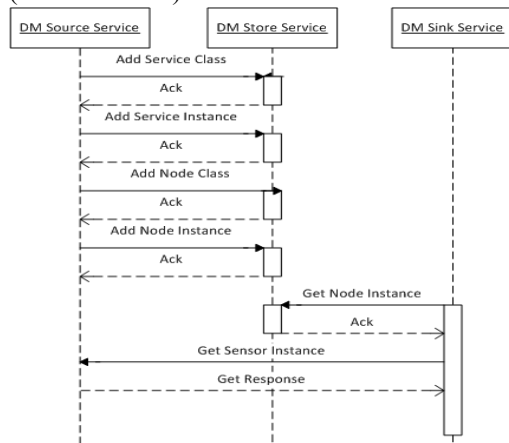 DM Source Service
DM Store Service
DM Sink Service
Add Service Class
Ack
Add Service Instance
Ack
Add Node Class
Ack
Add Node Instance
Ack
Get Node Instance
Ack
Get Sensor Instance
Get Response